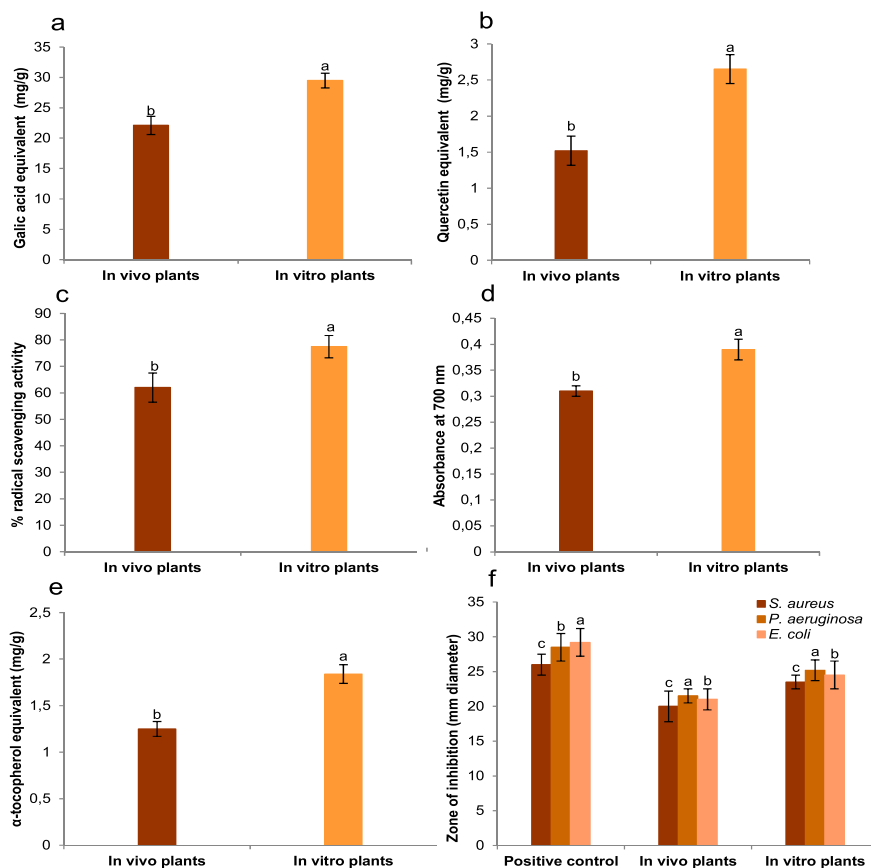 a
Galic acid equivalent (mg/g)
35
30
25
20
15
10
5
0
b
a
In vivo plants
In vitro plants
b
Quercetin equivalent (mg/g)
3
2,5
2
1,5
1
0,5
0
b
a
In vivo plants
In vitro plants
c
% radical scavenging activity
90
80
70
60
50
40
30
20
10
0
b
a
In vivo plants
In vitro plants
d
Absorbance at 700 nm
0,45
0,4
0,35
0,3
0,25
0,2
0,15
0,1
0,05
0
b
a
In vivo plants
In vitro plants
e
α-tocopherol equivalent (mg/g)
2,5
2
1,5
1
0,5
0
b
a
In vivo plants
In vitro plants
f
Zone of inhibition (mm diameter)
35
30
25
20
15
10
5
0
S. aureus
P. aeruginosa
E. coli
c
b
a
c
a
b
c
a
b
Positive control
In vivo plants
In vitro plants